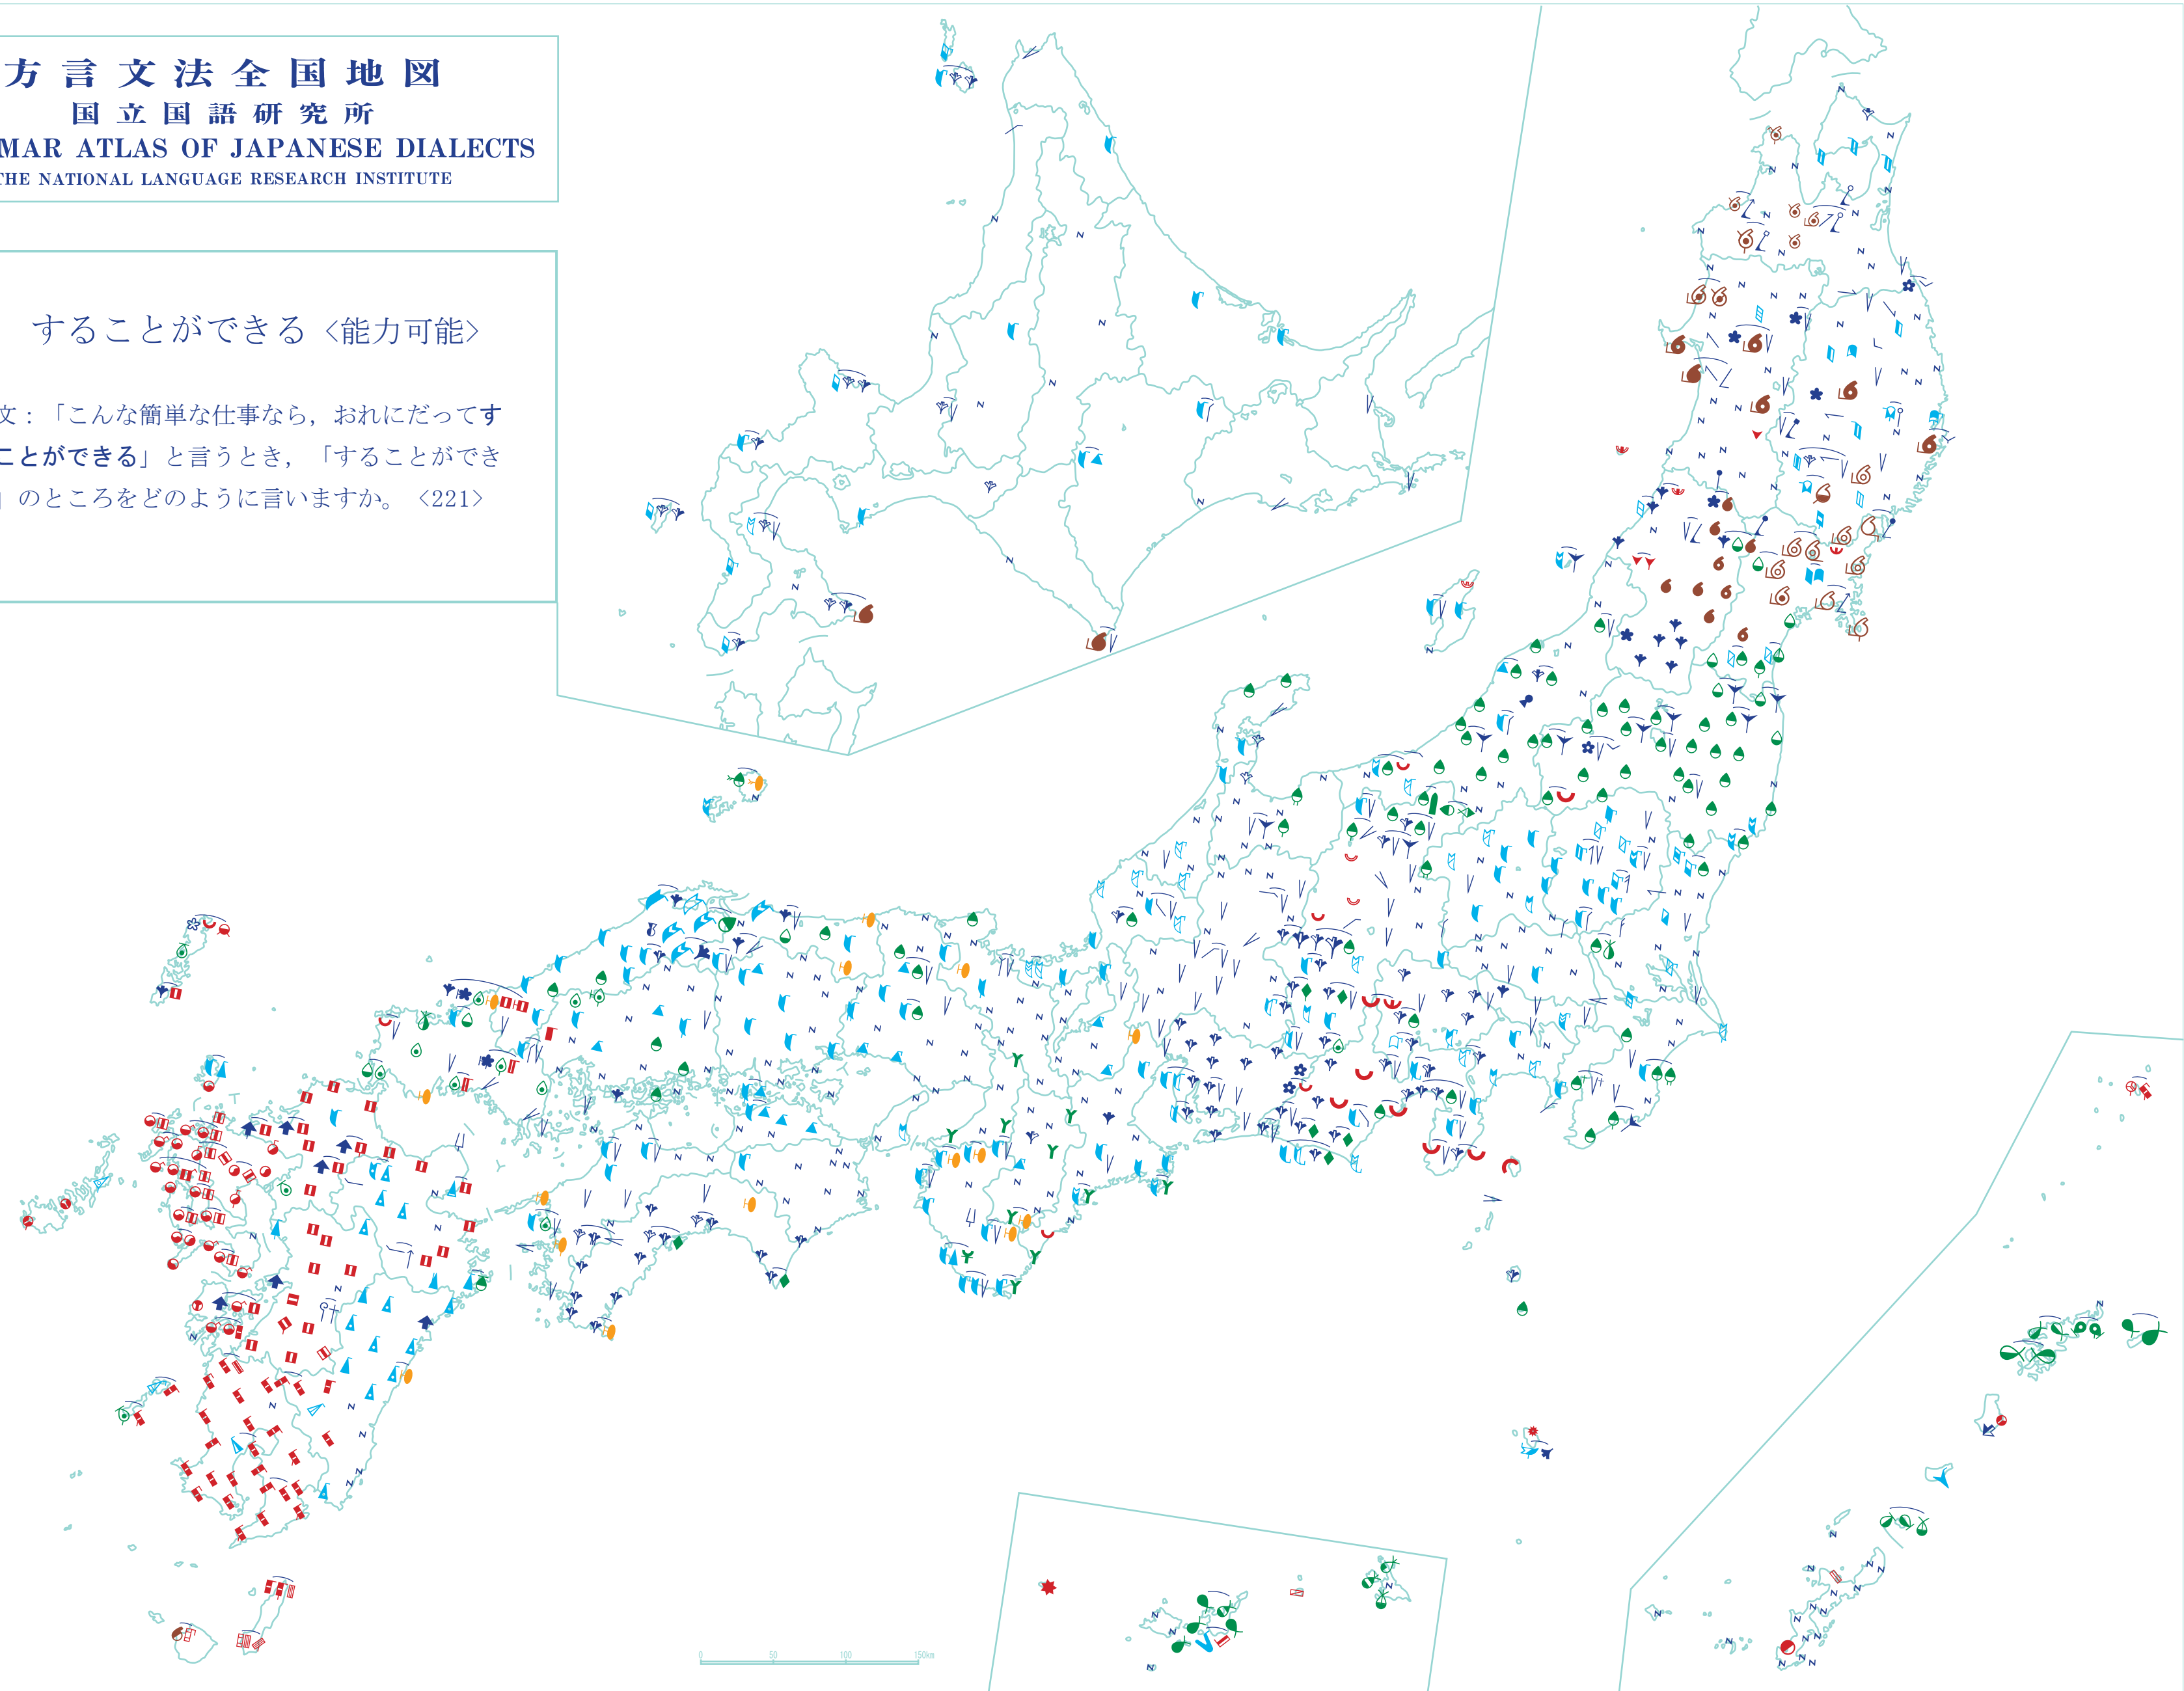 方言文法全国地図
国立国語研究所
MAR ATLAS OF JAPANESE DIALECTS
THE NATIONAL LANGUAGE RESEARCH INSTITUTE
することができる〈能力可能〉
文：「こんな簡単な仕事なら，おれにだってす
ことができる」と言うとき，「することができ
」のところをどのように言いますか。〈221〉
0 50 100 150km